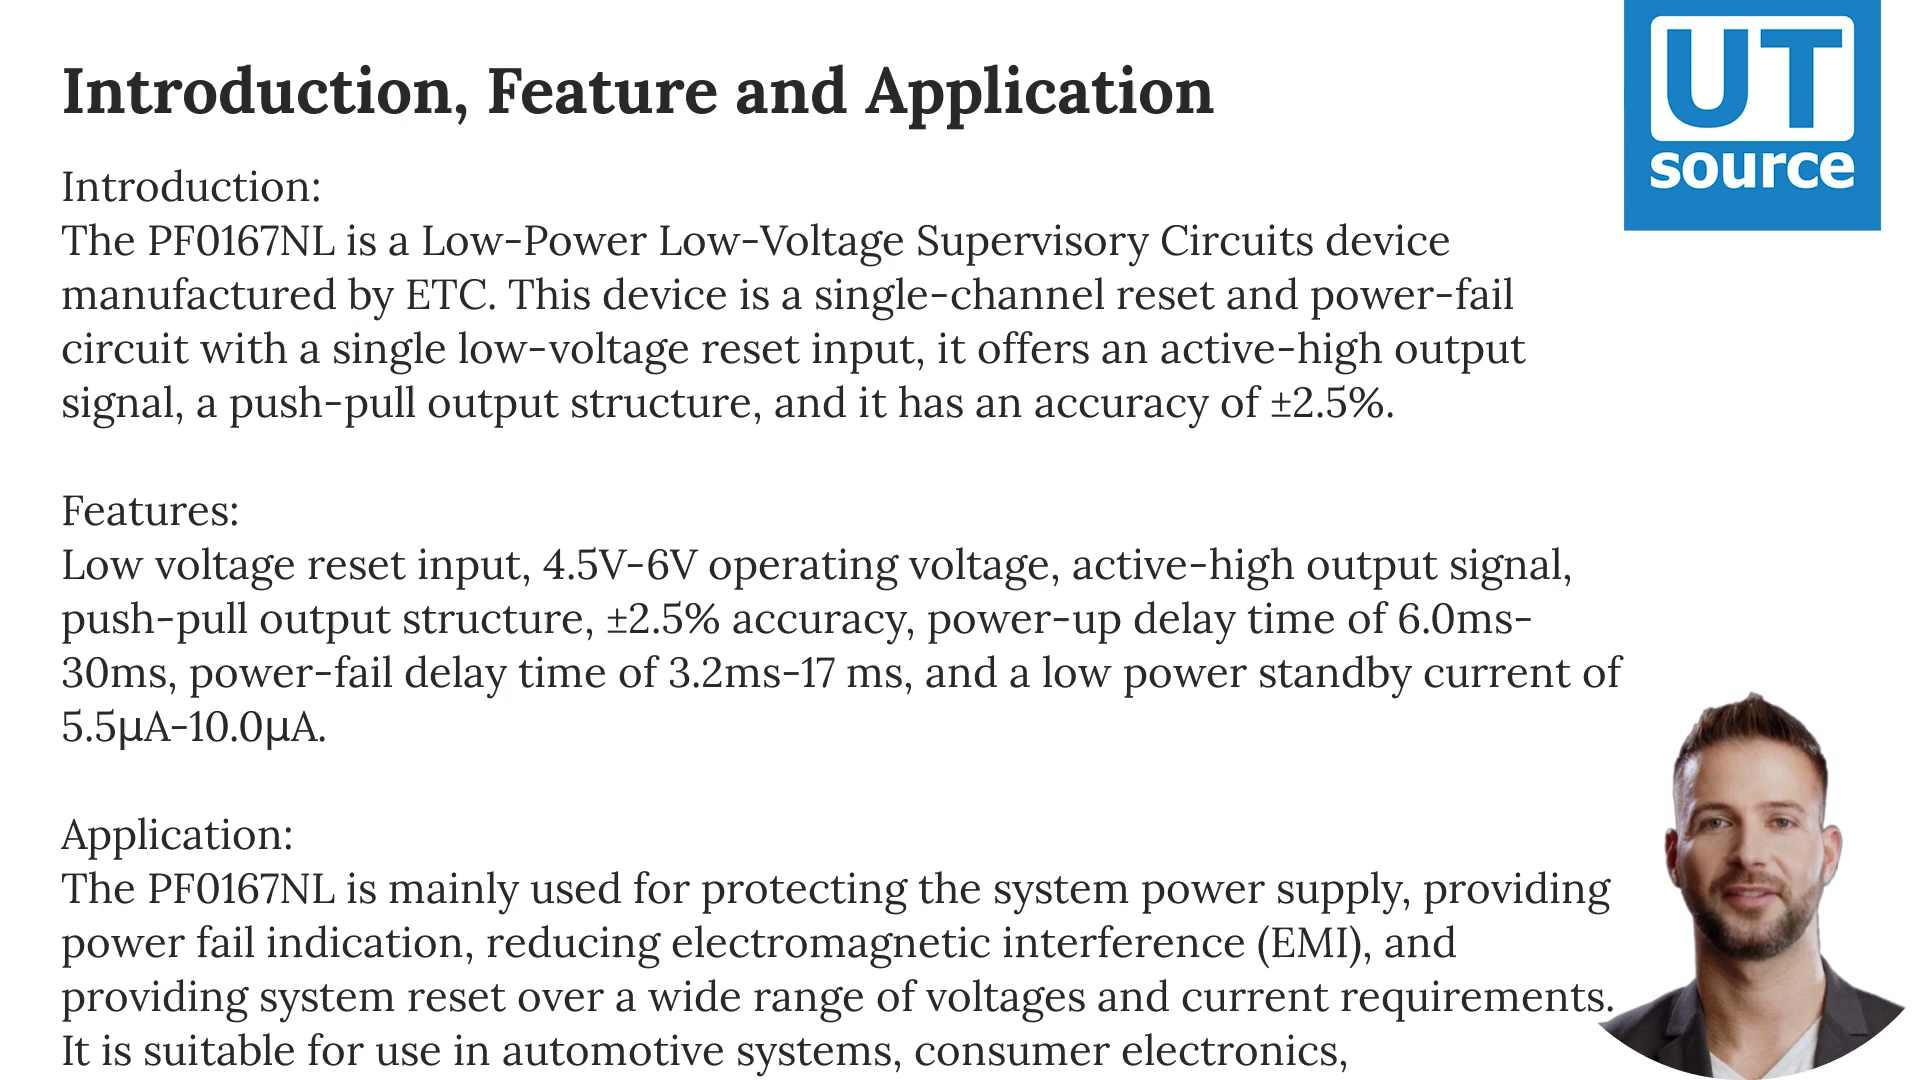 UT
source
Introduction, Feature and Application
Introduction:
The PF0167NL is a Low-Power Low-Voltage Supervisory Circuits device
manufactured by ETC. This device is a single-channel reset and power-fail
circuit with a single low-voltage reset input, it offers an active-high output
signal, a push-pull output structure, and it has an accuracy of ±2.5%.
Features:
Low voltage reset input, 4.5V-6V operating voltage, active-high output signal,
push-pull output structure, ±2.5% accuracy, power-up delay time of 6.0ms-
30ms, power-fail delay time of 3.2ms-17 ms, and a low power standby current of
5.5μA-10.0μA.
Application:
The PF0167NL is mainly used for protecting the system power supply, providing
power fail indication, reducing electromagnetic interference (EMI), and
providing system reset over a wide range of voltages and current requirements.
It is suitable for use in automotive systems, consumer electronics,